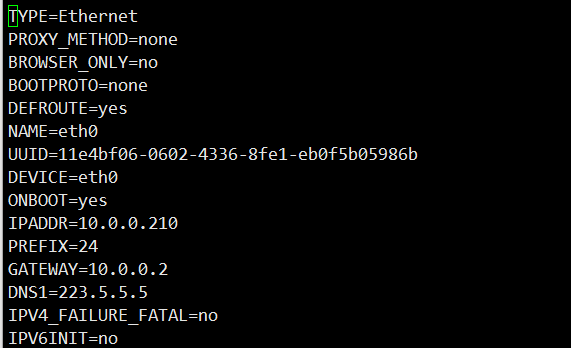 TYPE=Ethernet
PROXY_METHOD=none
BROWSER_ONLY=no
BOOTPROTO=none
DEFROUTE=yes
NAME=eth0
UUID=11e4bf06-0602-4336-8fe1-eb0f5b05986b
DEVICE=eth0
ONBOOT=yes
IPADDR=10.0.0.210
PREFIX=24
GATEWAY=10.0.0.2
DNS1=223.5.5.5
IPV4_FAILURE_FATAL=no
IPV6INIT=no